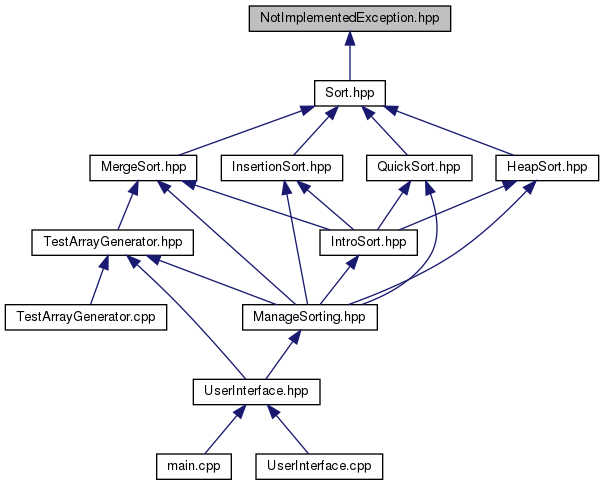 NotImplementedException.hpp
Sort.hpp
MergeSort.hpp
InsertionSort.hpp
QuickSort.hpp
HeapSort.hpp
TestArrayGenerator.hpp
IntroSort.hpp
TestArrayGenerator.cpp
ManageSorting.hpp
UserInterface.hpp
main.cpp
UserInterface.cpp